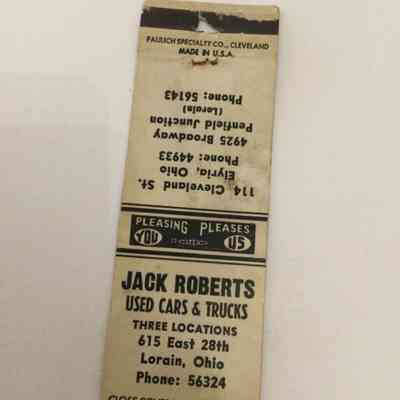 PAULICH SPECIALTY CO., CLEVELAND
MADE IN U.S.A.
114 Cleveland St.
Elyria, Ohio
Phone: 44933
4925 Broadway
Penfield Junction
(Lorain)
Phone: 56143
PLEASING PLEASES
YOU US
JACK ROBERTS
USED CARS & TRUCKS
THREE LOCATIONS
615 East 28th
Lorain, Ohio
Phone: 56324